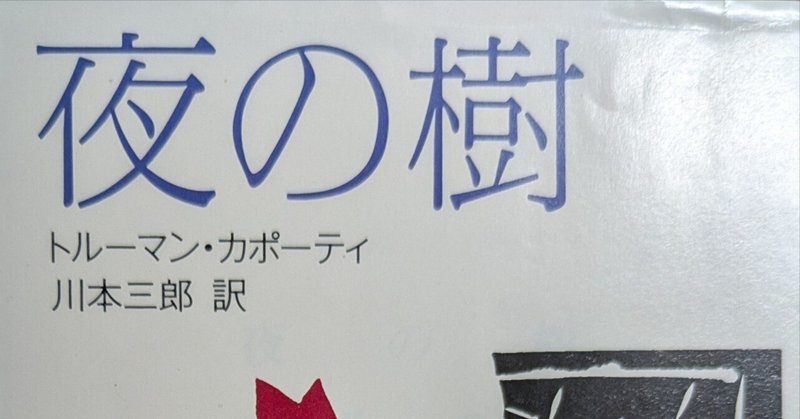 夜の樹
トルーマン・カポーティ
川本三郎 訳